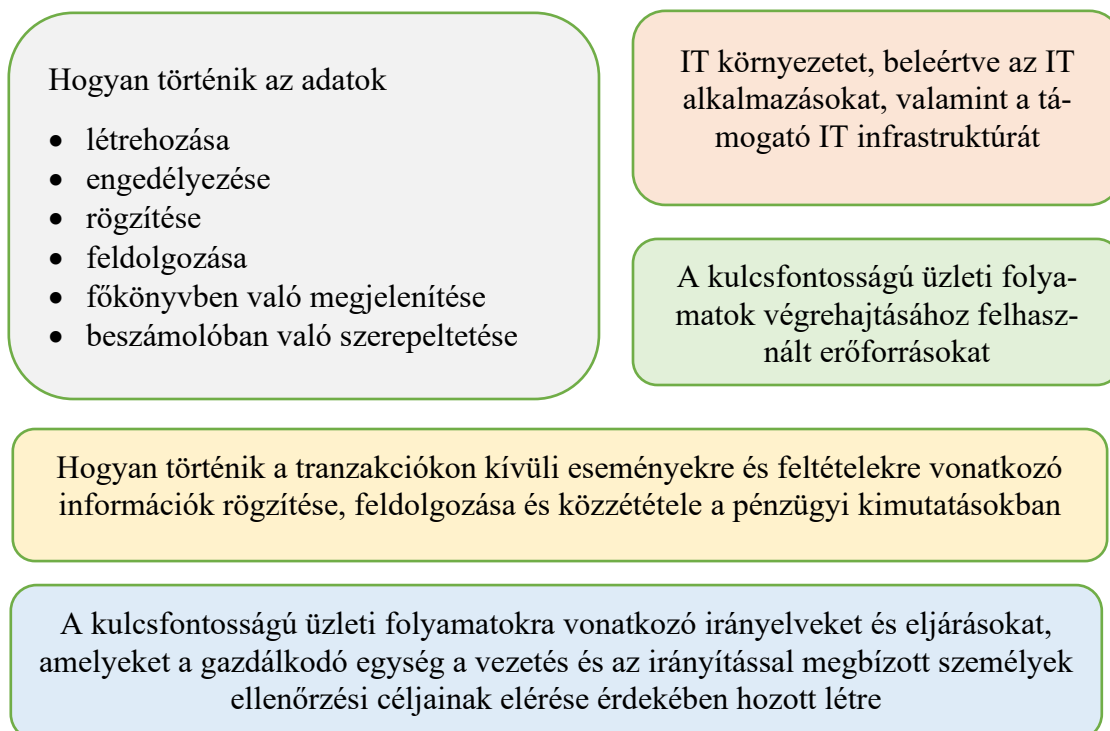 Hogyan történik az adatok
• létrehozása
• engedélyezése
• rögzítése
• feldolgozása
• főkönyvben való megjelenítése
• beszámolóban való szerepeltetése
IT környezetet, beleértve az IT
alkalmazásokat, valamint a tá-
mogató IT infrastruktúrát
A kulcsfontosságú üzleti folya-
matok végrehajtásához felhasz-
nált erőforrásokat
Hogyan történik a tranzakciókon kívüli eseményekre és feltételekre vonatkozó
információk rögzítése, feldolgozása és közzététele a pénzügyi kimutatásokban
A kulcsfontosságú üzleti folyamatokra vonatkozó irányelveket és eljárásokat,
amelyeket a gazdálkodó egység a vezetés és az irányítással megbízott személyek
ellenőrzési céljainak elérése érdekében hozott létre